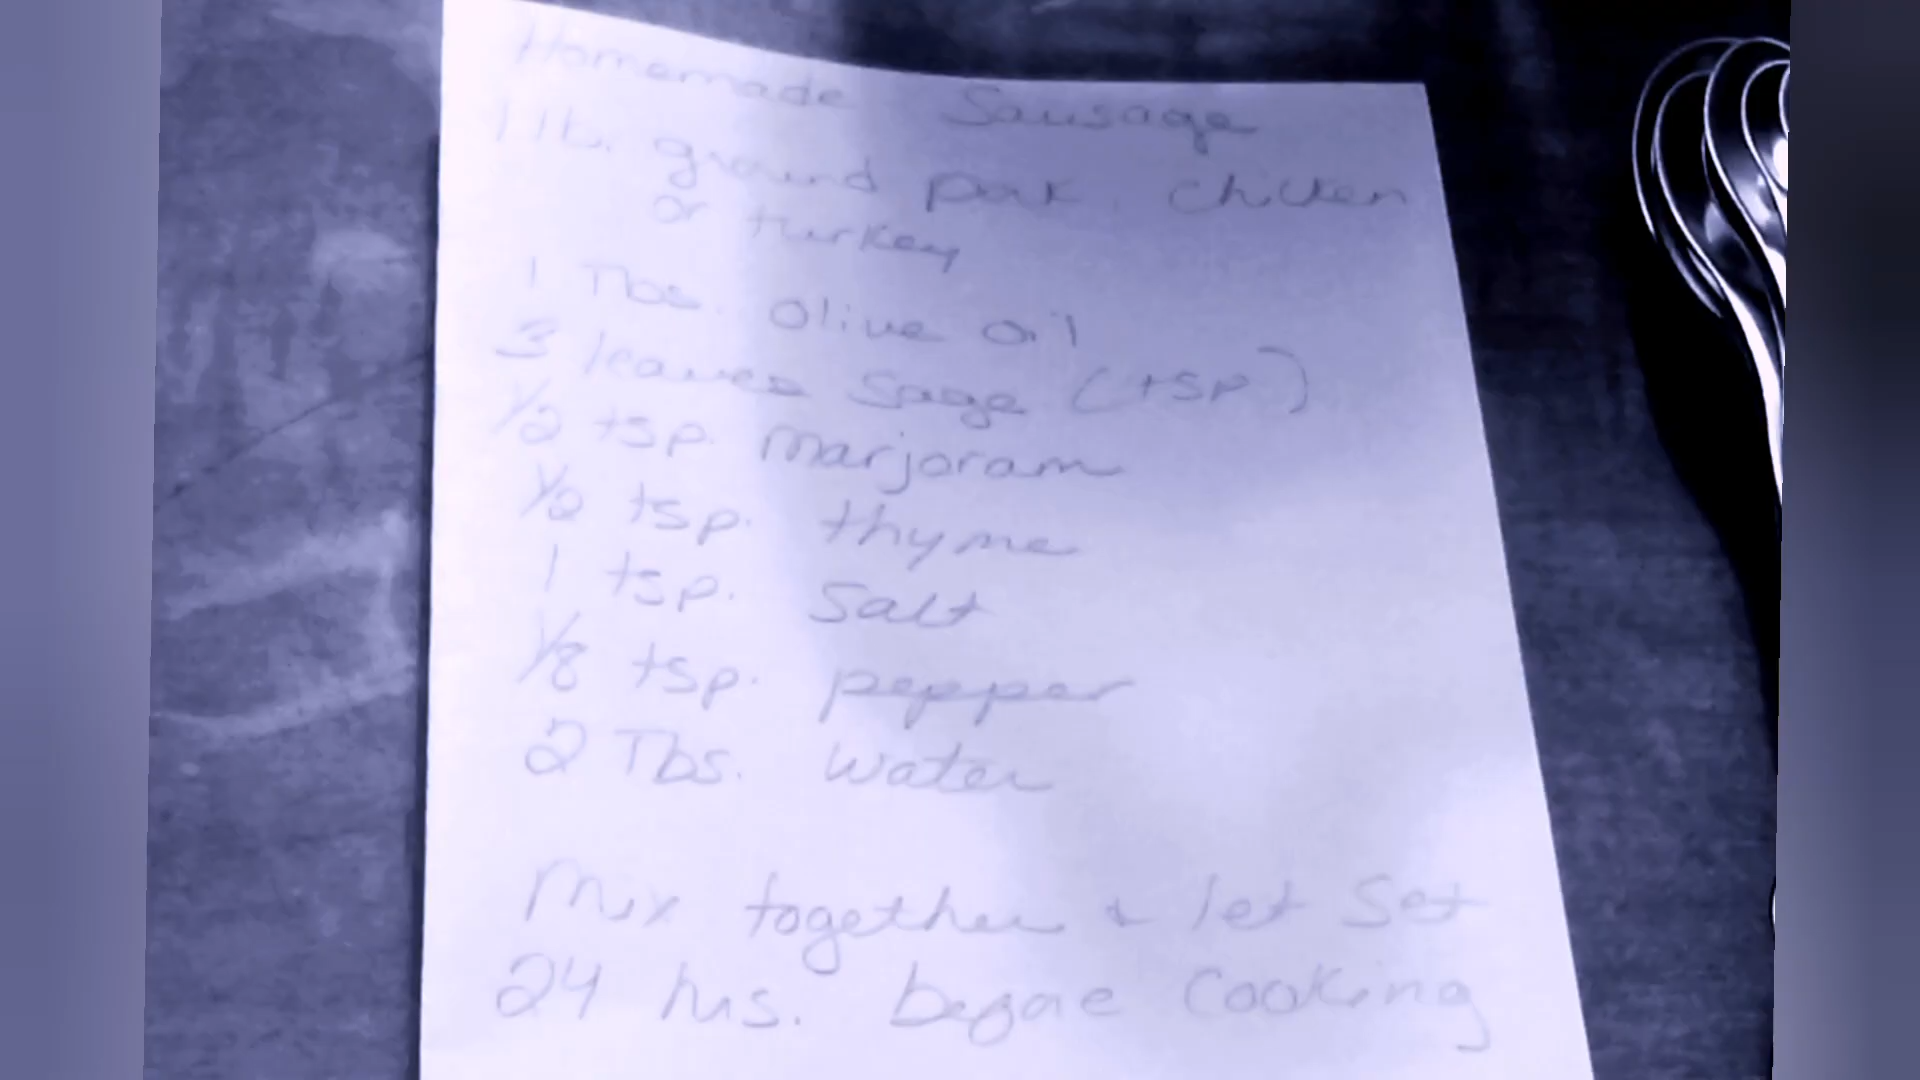 Homemade Sausage
1 lb. ground pork, chicken
or turkey
1 Tbs. Olive Oil
3 leaves Sage (tsp)
1/2 tsp. Marjoram
1/2 tsp. thyme
1 tsp. Salt
1/8 tsp. pepper
2 Tbs. Water
Mix together & let Set
24 hrs. before Cooking